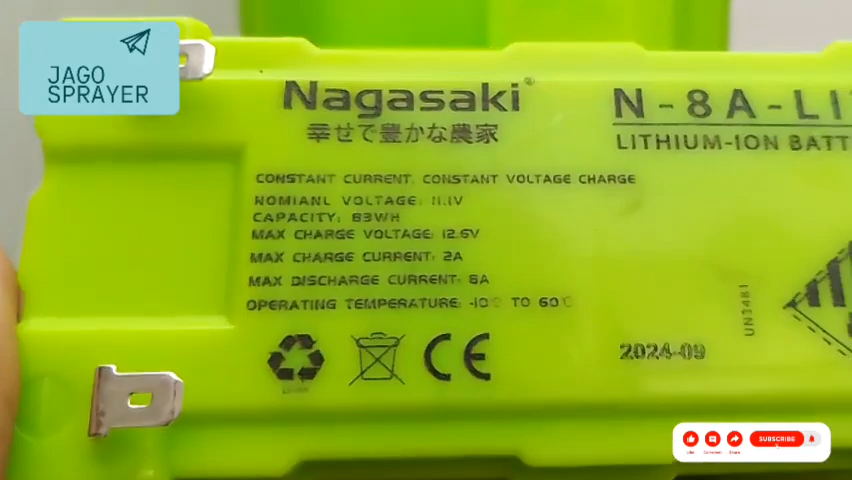 JAGO
SPRAYER
Nagasaki®
幸せで豊かな農家
N-8A-LI
LITHIUM-ION BATT
CONSTANT CURRENT. CONSTANT VOLTAGE CHARGE
NOMIANL VOLTAGE: 11.1V
CAPACITY: 83WH
MAX CHARGE VOLTAGE: 12.6V
MAX CHARGE CURRENT: 2A
MAX DISCHARGE CURRENT: 8A
OPERATING TEMPERATURE: -10°C TO 60°C
UN3481
2024-09
CE
SUBSCRIBE